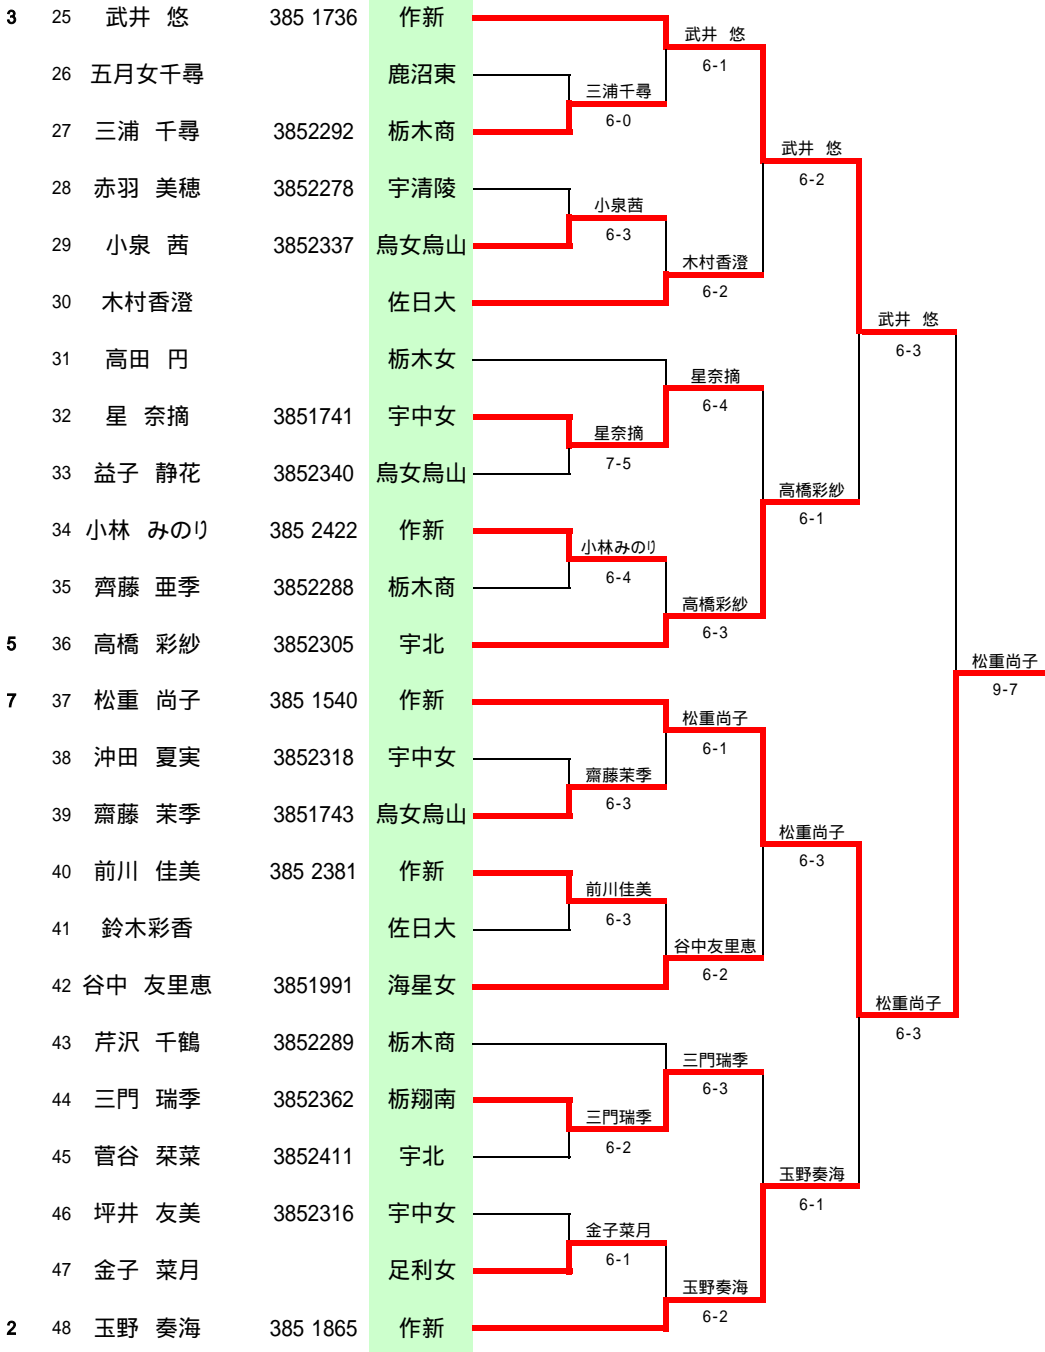 3 25 武井 悠 385 1736 作新
武井 悠
26 五月女千尋 鹿沼東
6-1
三浦千尋
27 三浦 千尋 3852292 栃木商
6-0
武井 悠
28 赤羽 美穂 3852278 宇清陵
6-2
小泉茜
29 小泉 茜 3852337 烏女烏山
6-3
木村香澄
30 木村香澄 佐日大
6-2
武井 悠
31 高田 円 栃木女
6-3
星奈摘
32 星 奈摘 3851741 宇中女
6-4
星奈摘
33 益子 静花 3852340 烏女烏山
7-5
高橋彩紗
34 小林 みのり 385 2422 作新
6-1
小林みのり
35 齊藤 亜季 3852288 栃木商
6-4
高橋彩紗
5 36 高橋 彩紗 3852305 宇北
6-3
松重尚子
7 37 松重 尚子 385 1540 作新
9-7
松重尚子
38 沖田 夏実 3852318 宇中女
6-1
齋藤茉季
39 齋藤 茉季 3851743 烏女烏山
6-3
松重尚子
40 前川 佳美 385 2381 作新
6-3
前川佳美
41 鈴木彩香 佐日大
6-3
谷中友里恵
42 谷中 友里恵 3851991 海星女
6-2
松重尚子
43 芹沢 千鶴 3852289 栃木商
6-3
三門瑞季
44 三門 瑞季 3852362 栃翔南
6-3
三門瑞季
45 菅谷 栞菜 3852411 宇北
6-2
玉野奏海
46 坪井 友美 3852316 宇中女
6-1
金子菜月
47 金子 菜月 足利女
6-1
玉野奏海
2 48 玉野 奏海 385 1865 作新
6-2